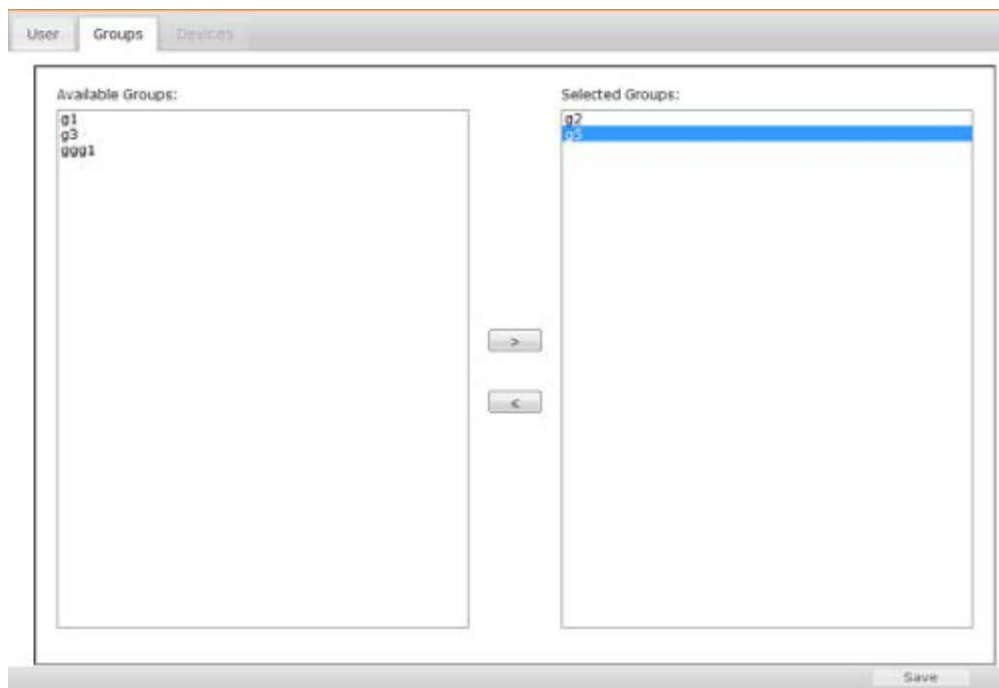 User Groups Devices
Available Groups:
g1
g3
ggg1
Selected Groups:
g2
g5
>
<
Save